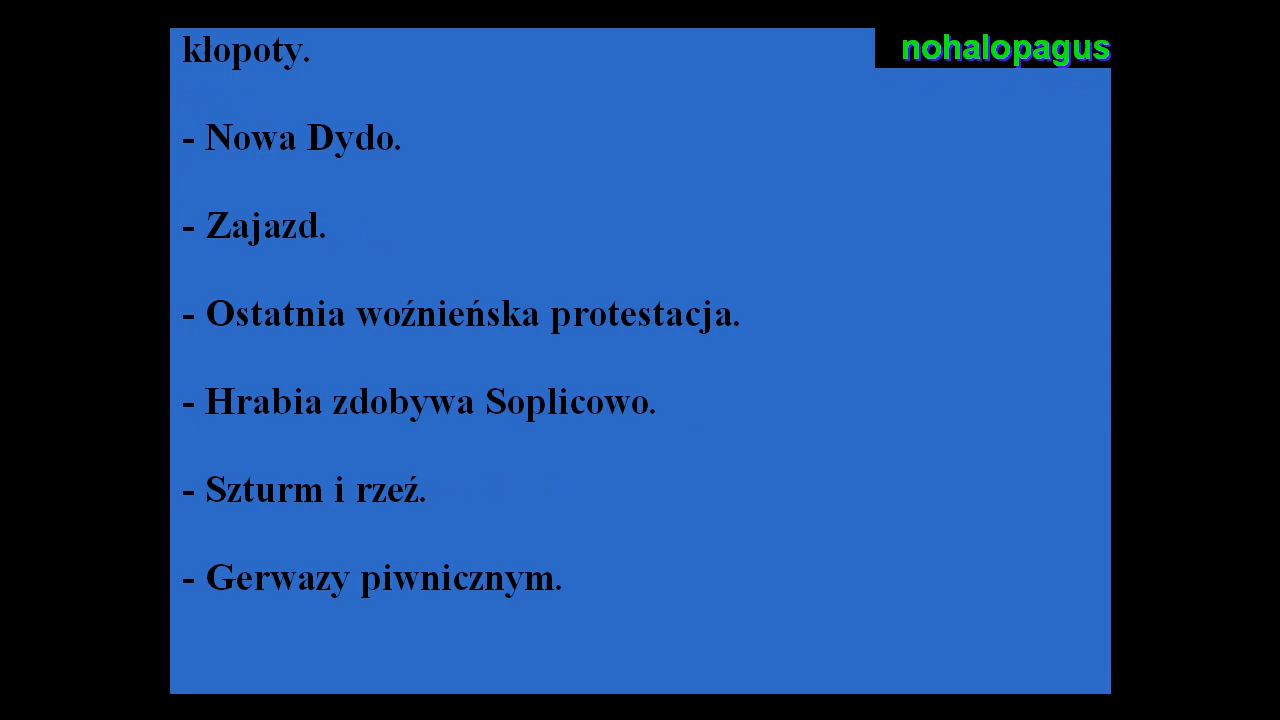 kłopoty.
nohalopagus
- Nowa Dydo.
- Zajazd.
- Ostatnia woźnieńska protestacja.
- Hrabia zdobywa Soplicowo.
- Szturm i rzeź.
- Gerwazy piwnicznym.